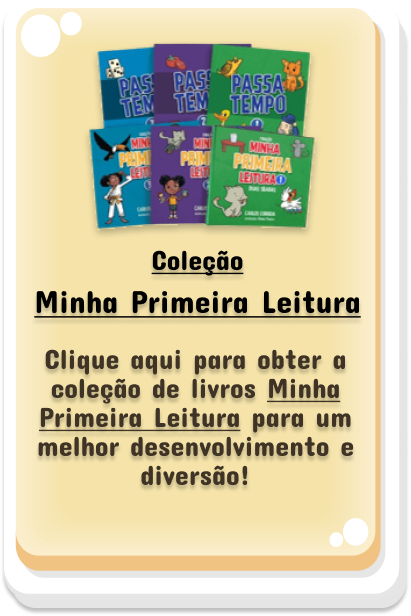 PASSA
TEMPO
PASSA
TEMPO
PASSA
TEMPO
MINHA
PRIMEIRA
LEITURA
MINHA
PRIMEIRA
LEITURA
MINHA
PRIMEIRA
LEITURA
Coleção
Minha Primeira Leitura
Clique aqui para obter a
coleção de livros Minha
Primeira Leitura para um
melhor desenvolvimento e
diversão!